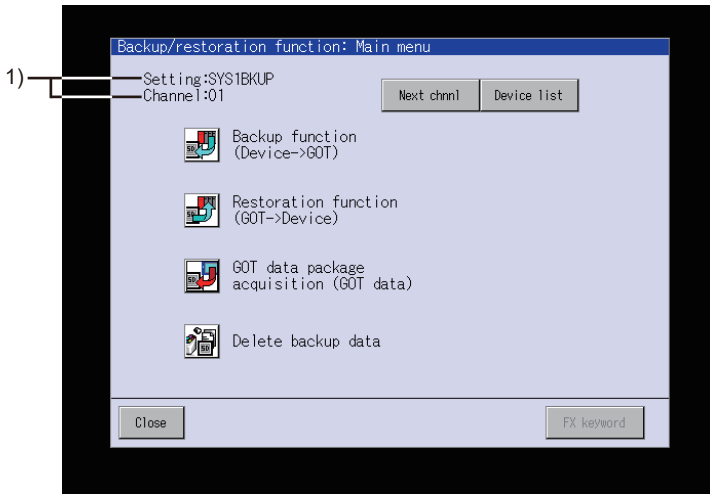 Backup/restoration function: Main menu
1)
Setting:SYS1BKUP
Channel:01
Next chnnl
Device list
Backup function
(Device->GOT)
Restoration function
(GOT->Device)
GOT data package
acquisition (GOT data)
Delete backup data
Close
FX keyword